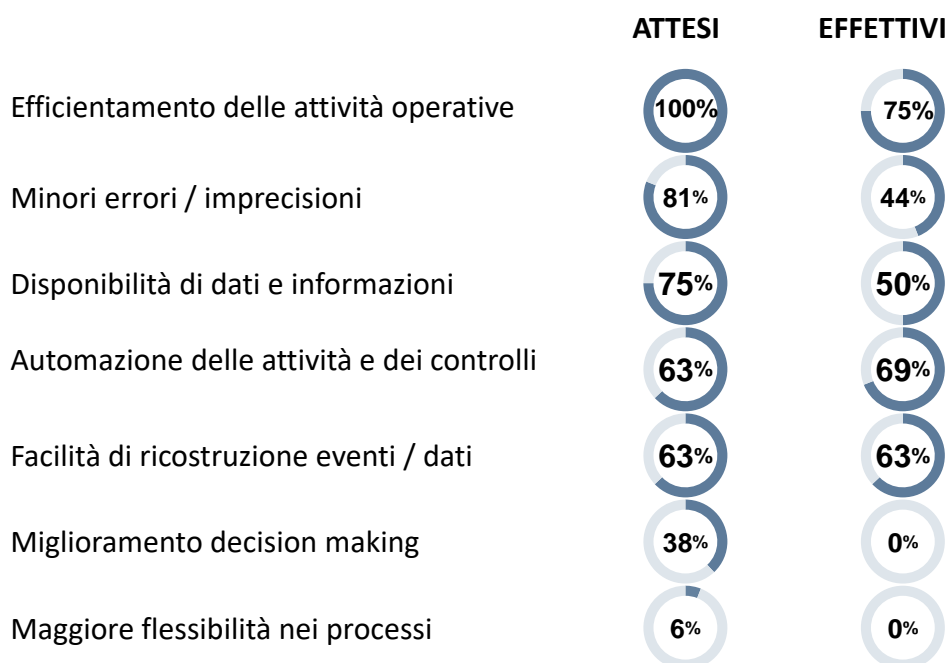 ATTESI EFFETTIVI
Efficientamento delle attività operative 100% 75%
Minori errori / imprecisioni 81% 44%
Disponibilità di dati e informazioni 75% 50%
Automazione delle attività e dei controlli 63% 69%
Facilità di ricostruzione eventi / dati 63% 63%
Miglioramento decision making 38% 0%
Maggiore flessibilità nei processi 6% 0%